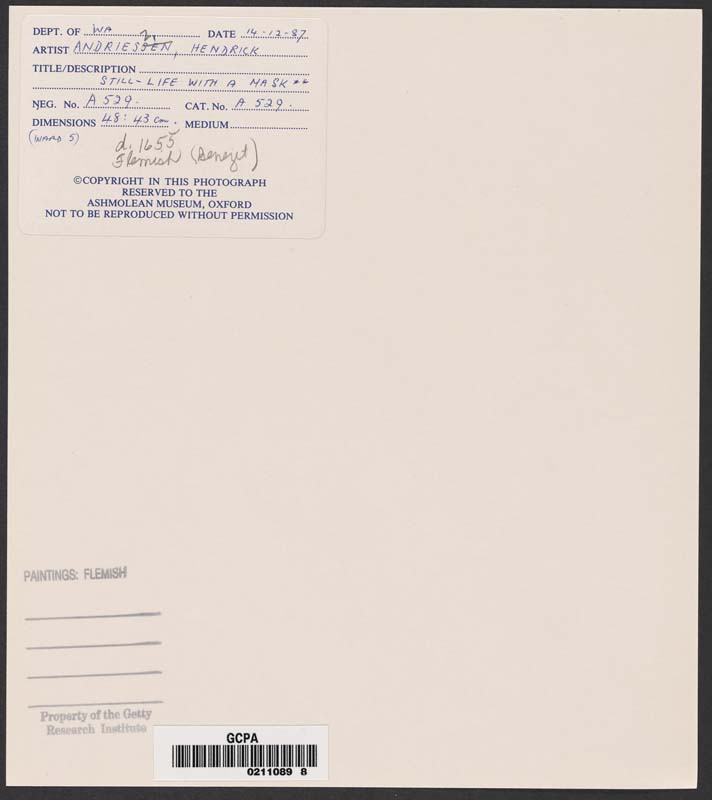 DEPT. OF WA DATE 14-12-87
ARTIST ANDRIESSEN, HENDRICK
TITLE/DESCRIPTION
STILL-LIFE WITH A MASK **
NEG. No. A 529. CAT. No. A 529.
DIMENSIONS 48: 43 cm. MEDIUM
(WARD 5)
d. 1655
Flemish (Benezit)
©COPYRIGHT IN THIS PHOTOGRAPH
RESERVED TO THE
ASHMOLEAN MUSEUM, OXFORD
NOT TO BE REPRODUCED WITHOUT PERMISSION
PAINTINGS: FLEMISH
Property of the Getty
Research Institute
GCPA
0211089 8